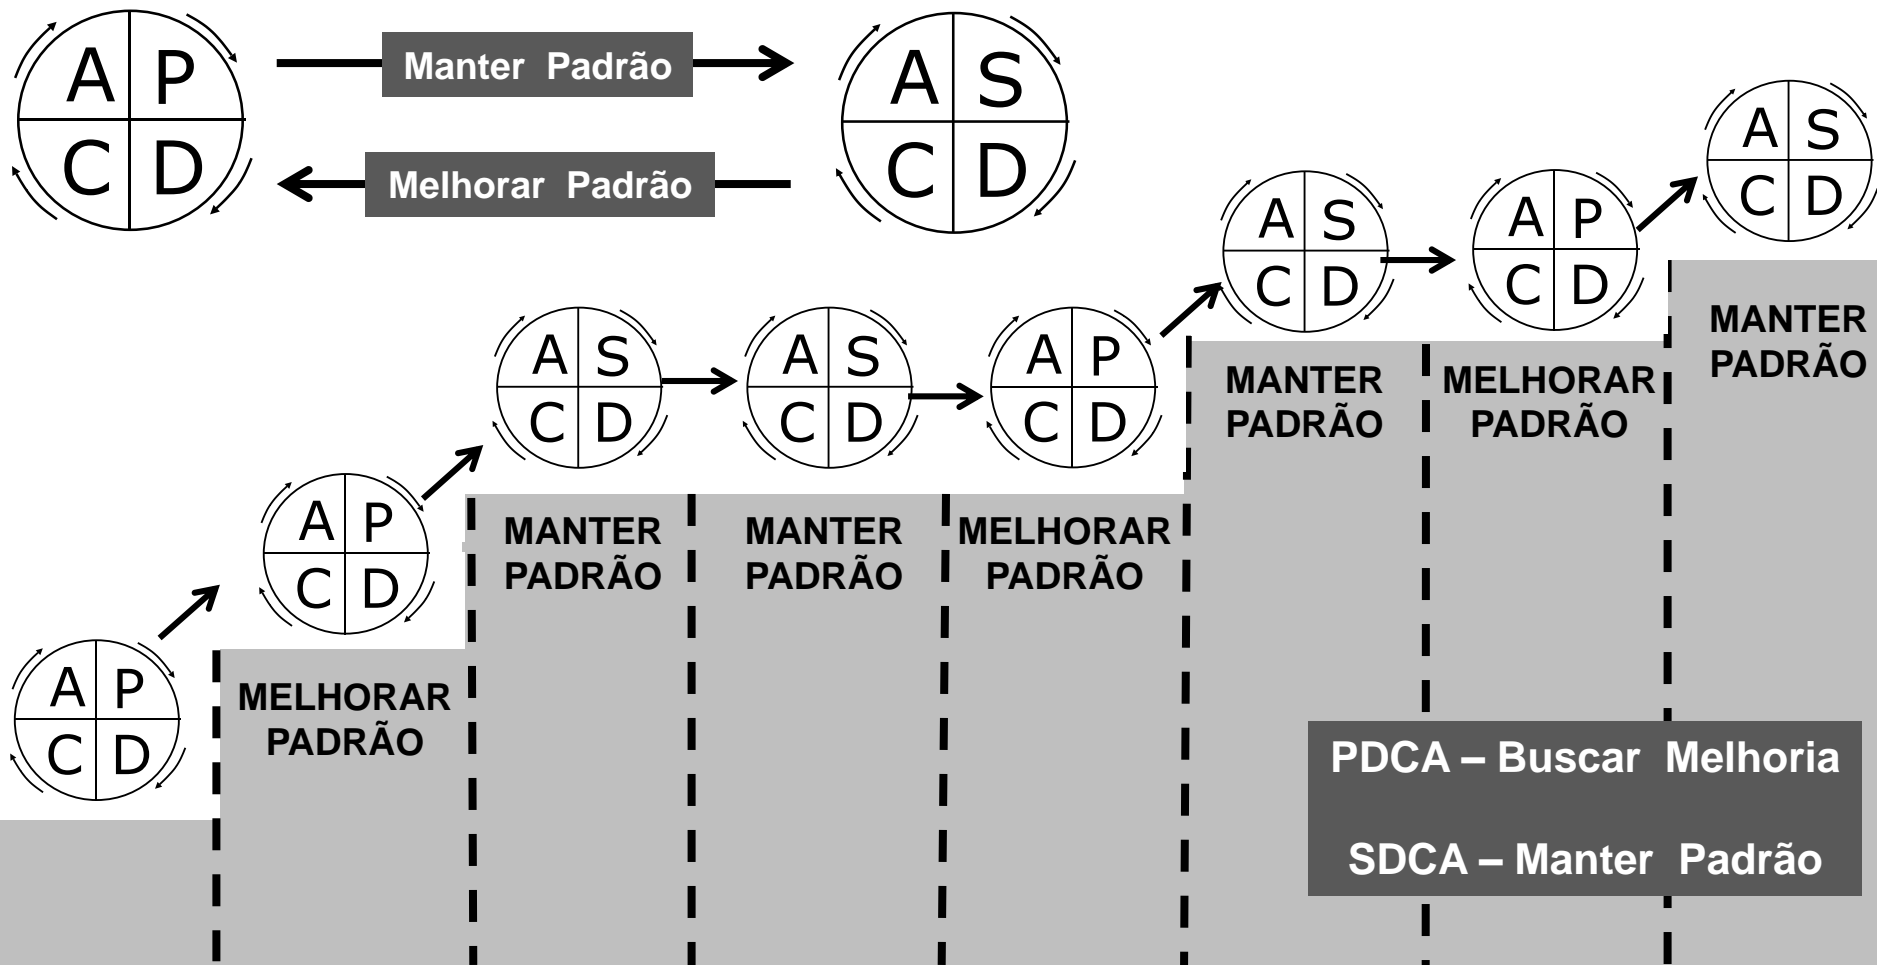 A P
C D
Manter Padrão
Melhorar Padrão
A S
C D
A S
C D
A S
C D
A P
C D
A S
C D
A S
C D
A P
C D
A P
C D
A P
C D
MANTER
PADRÃO
MANTER
PADRÃO
MELHORAR
PADRÃO
MANTER
PADRÃO
MANTER
PADRÃO
MELHORAR
PADRÃO
MELHORAR
PADRÃO
PDCA – Buscar Melhoria
SDCA – Manter Padrão